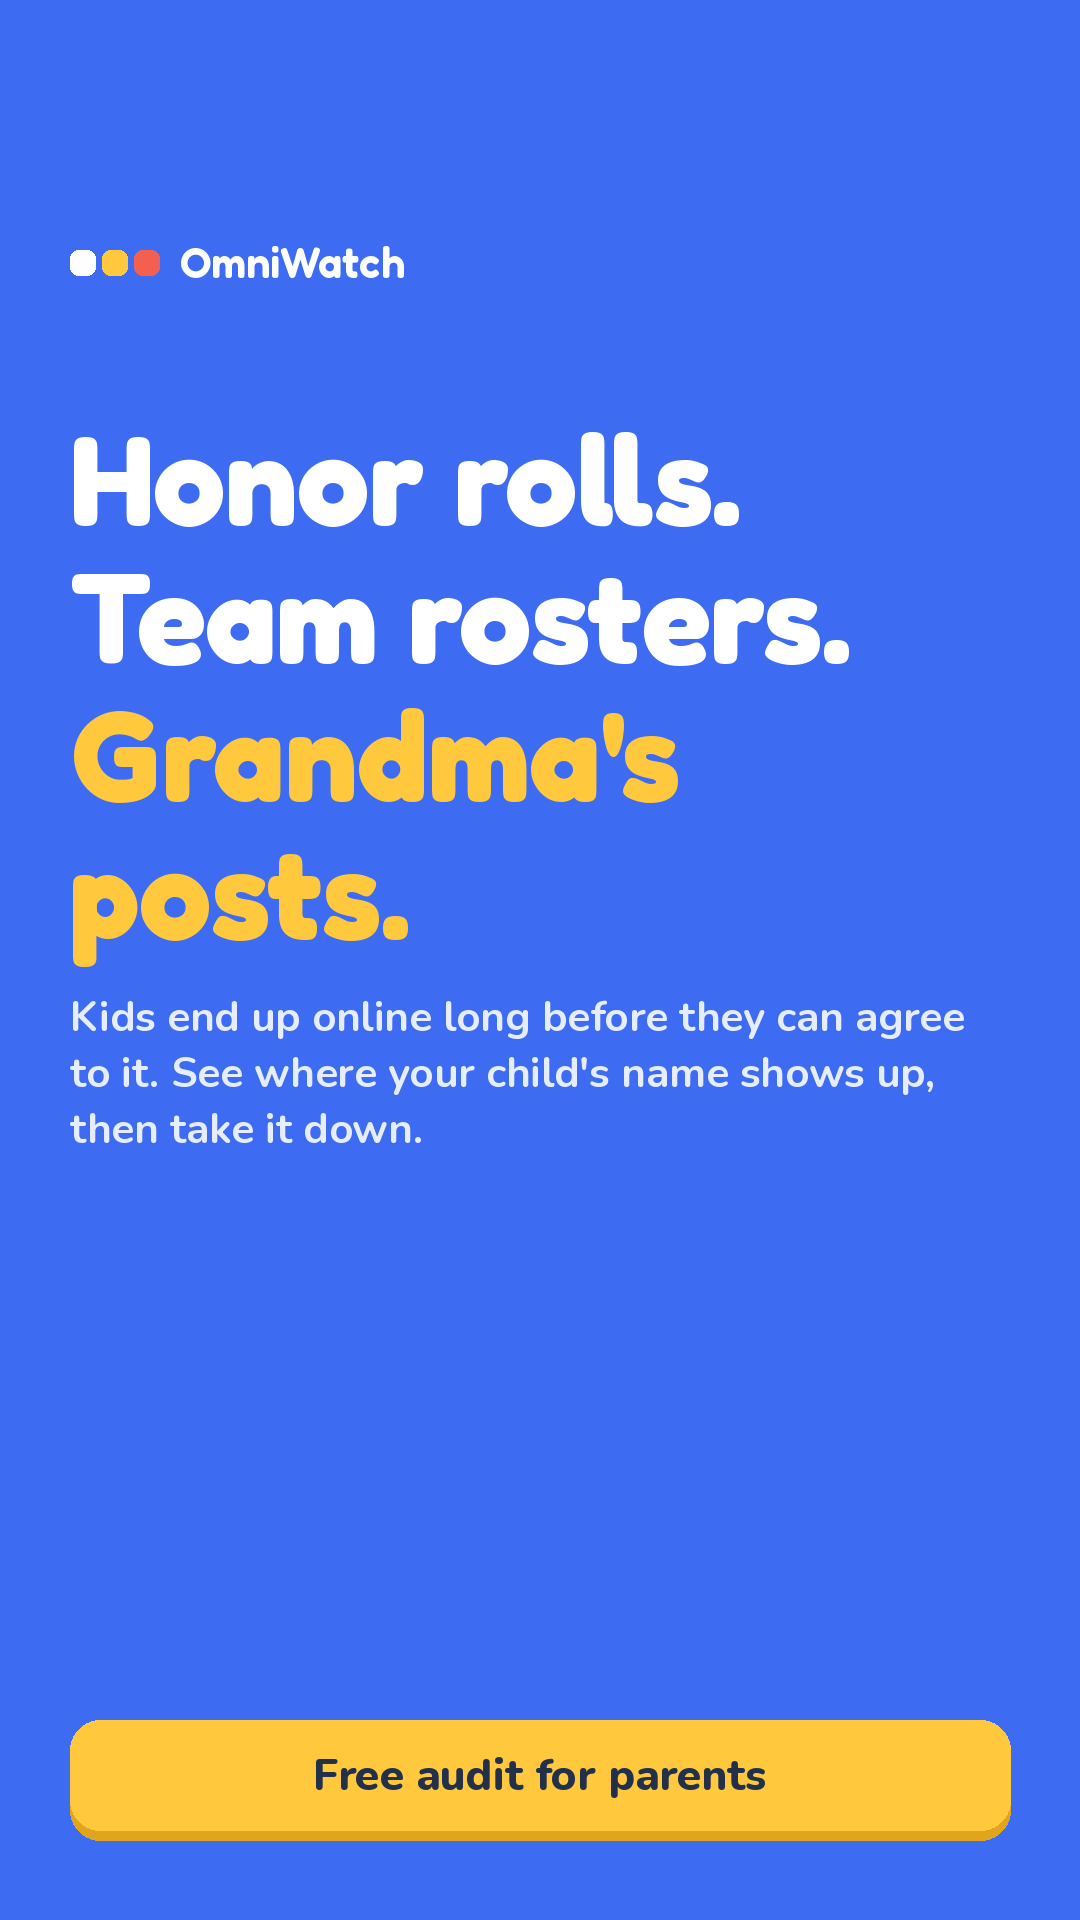 OmniWatch
Honor rolls.
Team rosters.
Grandma's
posts.
Kids end up online long before they can agree
to it. See where your child's name shows up,
then take it down.
Free audit for parents